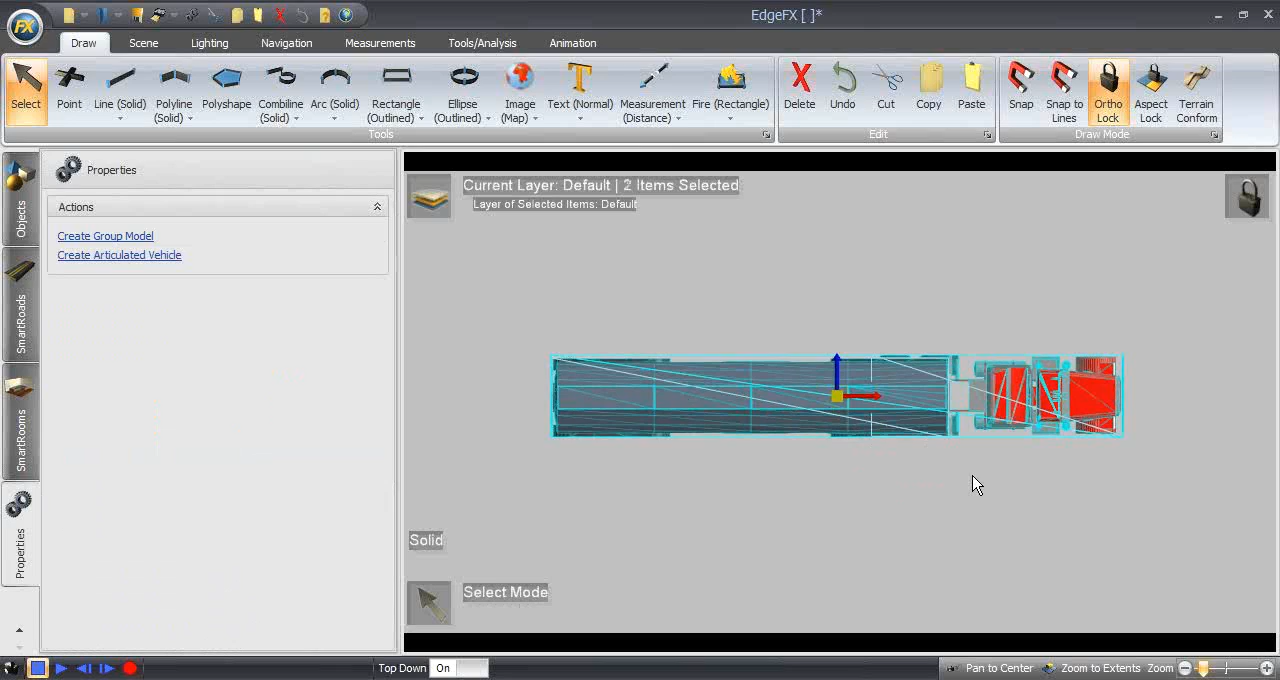 FX
EdgeFX [ ]*
Draw Scene Lighting Navigation Measurements Tools/Analysis Animation
Select Point Line (Solid) Polyline (Solid) Polyshape Combiline (Solid) Arc (Solid) Rectangle (Outlined) Ellipse (Outlined) Image (Map) Text (Normal) Measurement (Distance) Fire (Rectangle) Delete Undo Cut Copy Paste Snap Snap to Lines Ortho Lock Aspect Lock Terrain Conform
Tools Edit Draw Mode
Properties
Actions
Create Group Model
Create Articulated Vehicle
Objects
SmartRoads
SmartRooms
Properties
Current Layer: Default | 2 Items Selected
Layer of Selected Items: Default
Solid
Select Mode
Top Down On Pan to Center Zoom to Extents Zoom